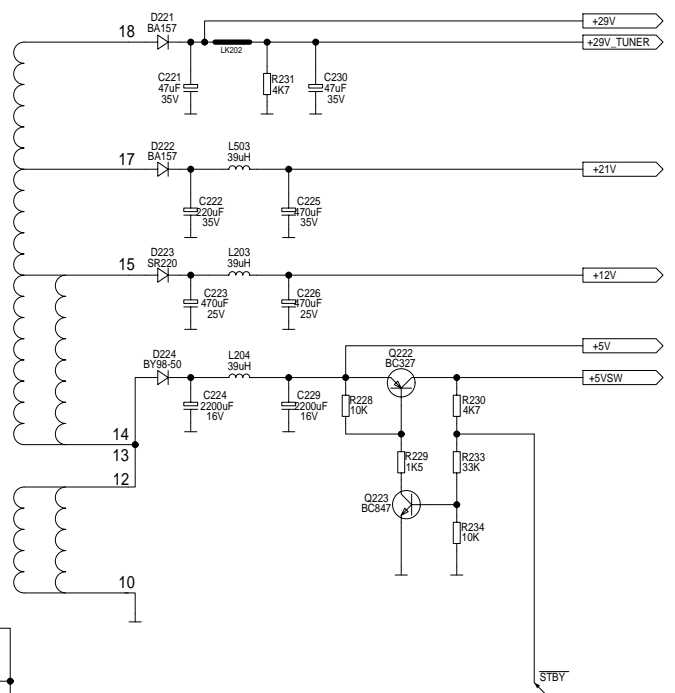 +29V
18
D221
BA157
LK202
+29V_TUNER
C221
47uF
35V
R231
4K7
C230
47uF
35V
17
D222
BA157
L503
39uH
+21V
C222
220uF
35V
C225
470uF
35V
15
D223
SR220
L203
39uH
+12V
C223
470uF
25V
C226
470uF
25V
+5V
D224
BY98-50
L204
39uH
Q222
BC327
+5VSW
C224
2200uF
16V
C229
2200uF
16V
R228
10K
R230
4K7
14
13
12
R229
1K5
R233
33K
Q223
BC847
R234
10K
10
STBY